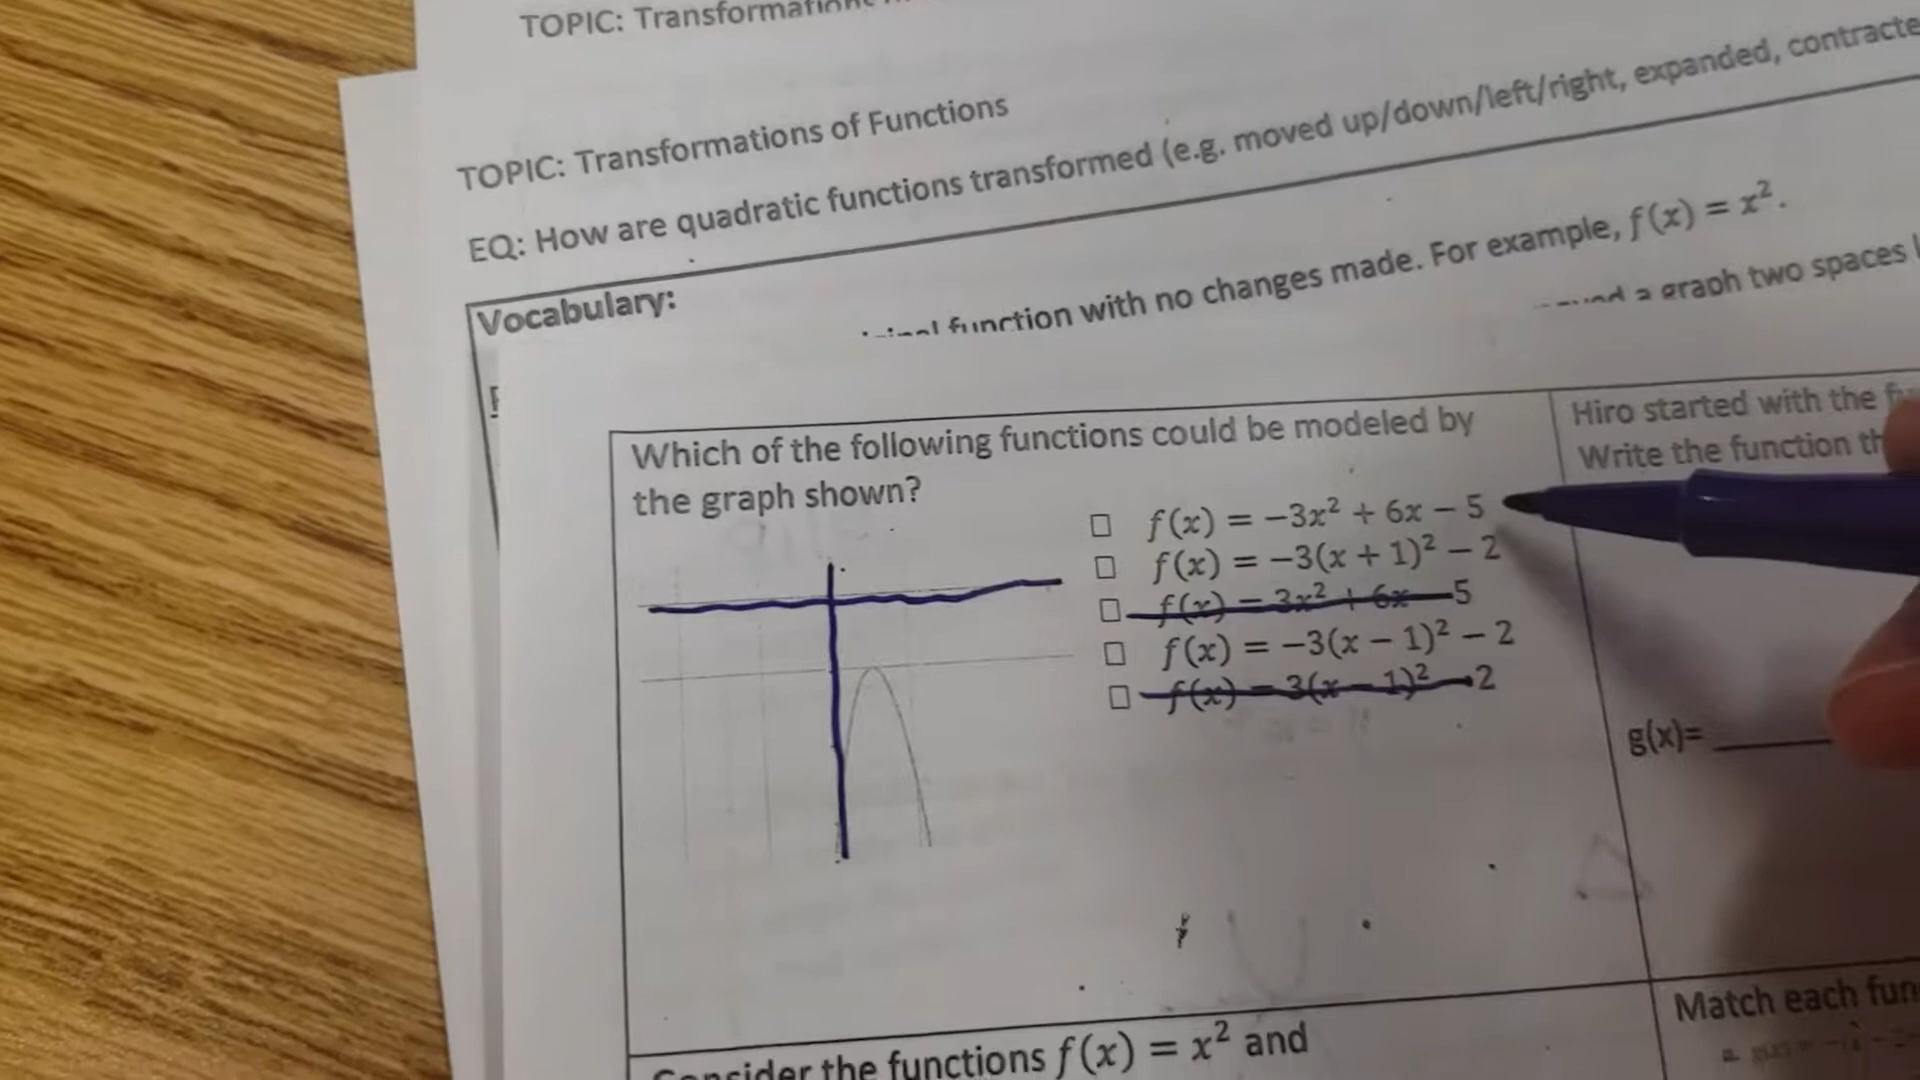 TOPIC: Transformations
TOPIC: Transformations of Functions
EQ: How are quadratic functions transformed (e.g. moved up/down/left/right, expanded, contracte
Vocabulary:
function with no changes made. For example, f(x) = x².
a graph two spaces
Which of the following functions could be modeled by
the graph shown?
□ f(x) = −3x² + 6x − 5
□ f(x) = −3(x + 1)² − 2
□ f(x) = 3x² + 6x − 5
□ f(x) = −3(x − 1)² − 2
□ f(x) = 3(x − 1)² − 2
Hiro started with the
Write the function th
g(x)= ______
Consider the functions f(x) = x² and
Match each fun